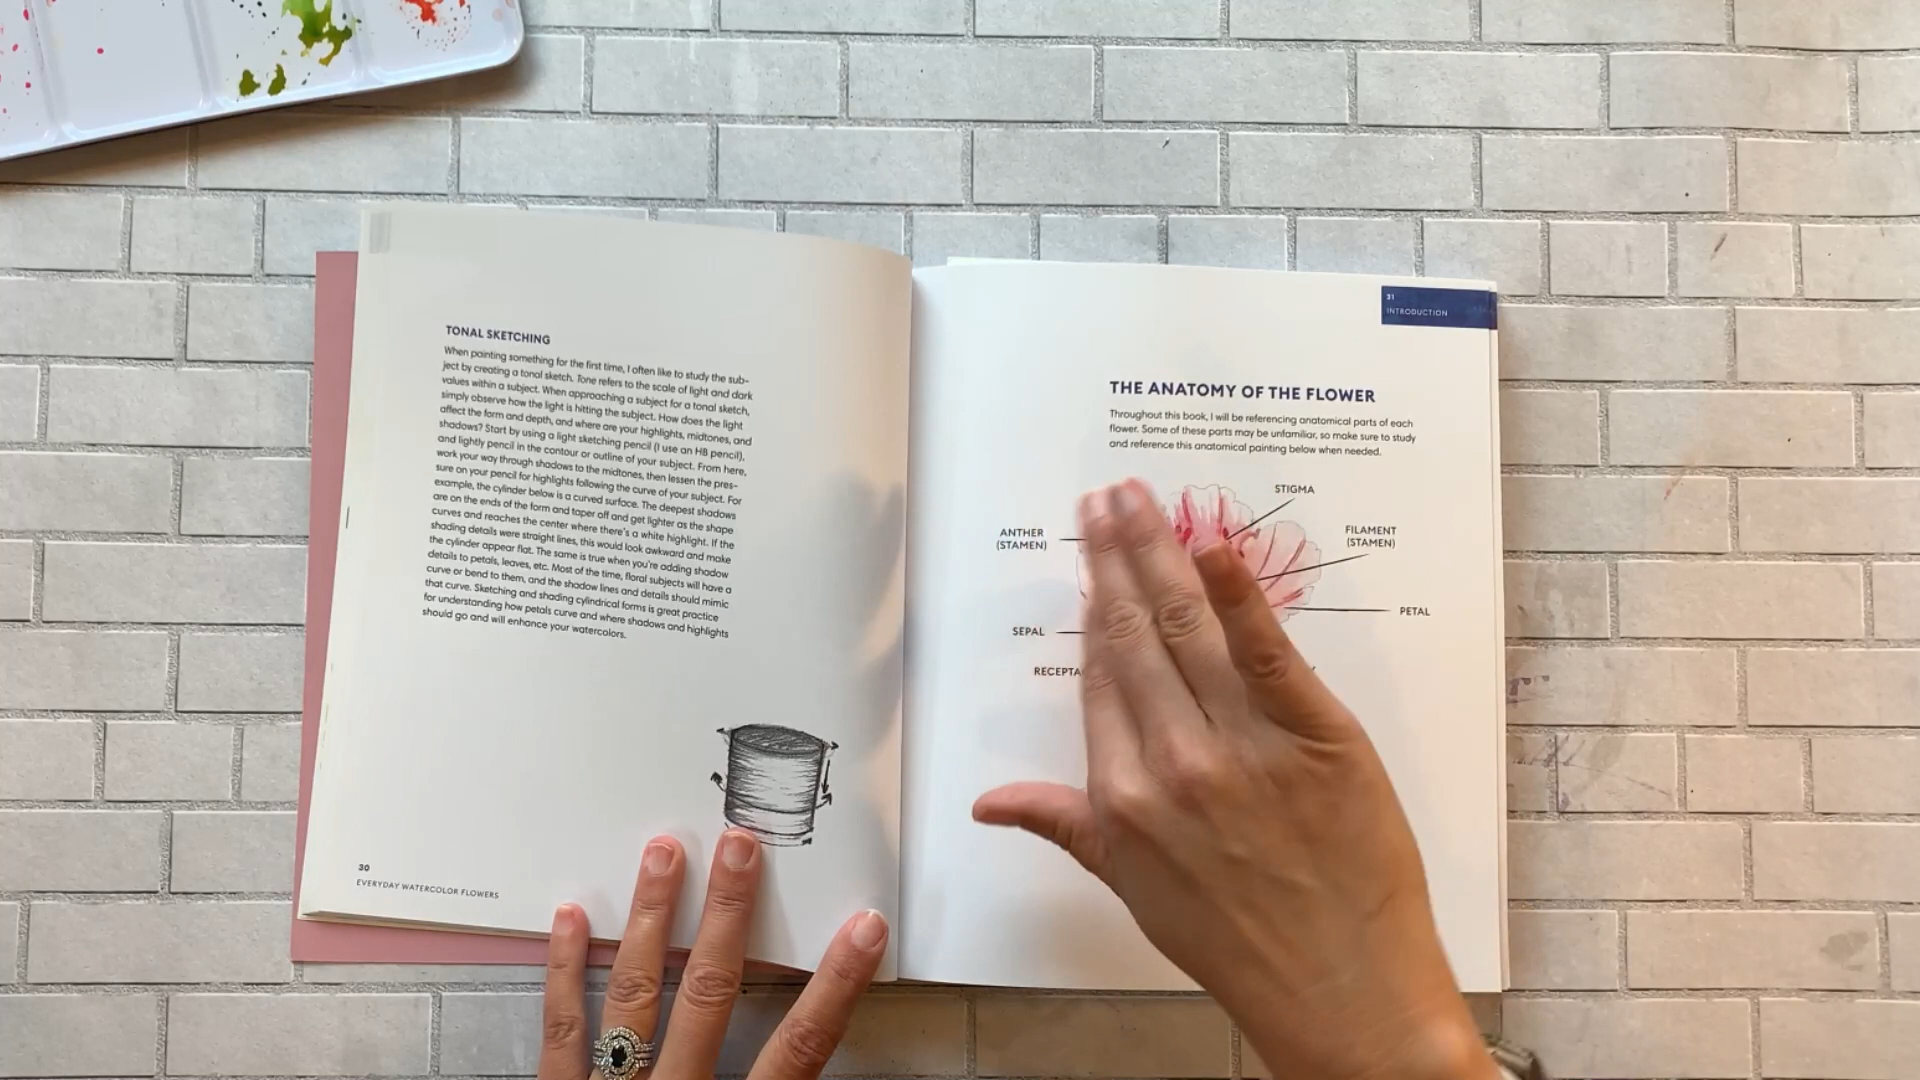 TONAL SKETCHING
When painting something for the first time, I often like to study the sub-
ject by creating a tonal sketch. Tone refers to the scale of light and dark
values within a subject. When approaching a subject for a tonal sketch,
simply observe how the light is hitting the subject. How does the light
affect the form and depth, and where are your highlights, midtones, and
shadows? Start by using a light sketching pencil (I use an HB pencil),
and lightly pencil in the contour or outline of your subject. From here,
work your way through shadows to the midtones, then lessen the pres-
sure on your pencil for highlights following the curve of your subject. For
example, the cylinder below is a curved surface. The deepest shadows
are on the ends of the form and taper off and get lighter as the shape
curves and reaches the center where there's a white highlight. If the
shading details were straight lines, this would look awkward and make
the cylinder appear flat. The same is true when you're adding shadow
details to petals, leaves, etc. Most of the time, floral subjects will have a
curve or bend to them, and the shadow lines and details should mimic
that curve. Sketching and shading cylindrical forms is great practice
for understanding how petals curve and where shadows and highlights
should go and will enhance your watercolors.
30
EVERYDAY WATERCOLOR FLOWERS
31
INTRODUCTION
THE ANATOMY OF THE FLOWER
Throughout this book, I will be referencing anatomical parts of each
flower. Some of these parts may be unfamiliar, so make sure to study
and reference this anatomical painting below when needed.
STIGMA
ANTHER
(STAMEN)
FILAMENT
(STAMEN)
PETAL
SEPAL
RECEPTA